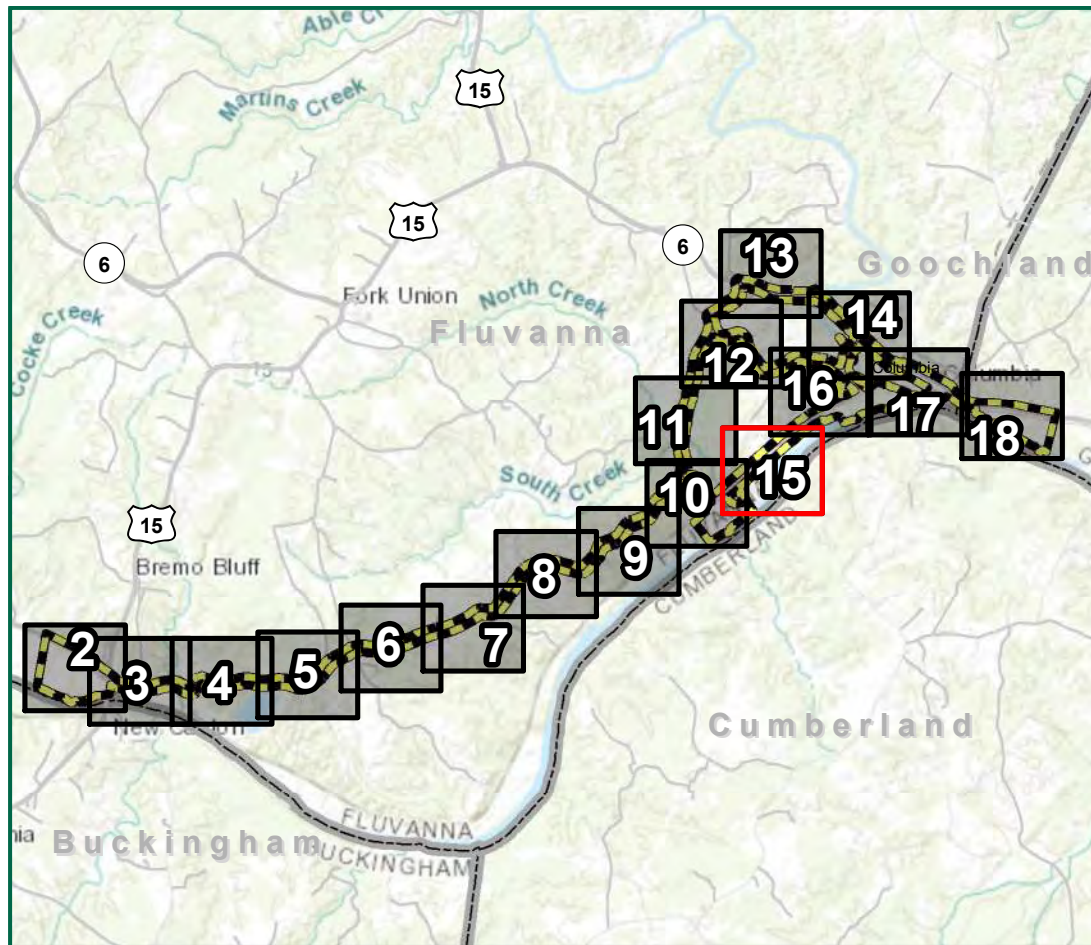 Able Cr
15
Martins Creek
15
6
6
13
Goochland
Fork Union
North Creek
Fluvanna
14
Cocke Creek
15
12
Columbia
16
Columbia
11
17
18
15
South Creek
10
15
Bremo Bluff
9
8
CUMBERLAND
7
6
2
5
3
4
Cumberland
FLUVANNA
Buckingham
BUCKINGHAM